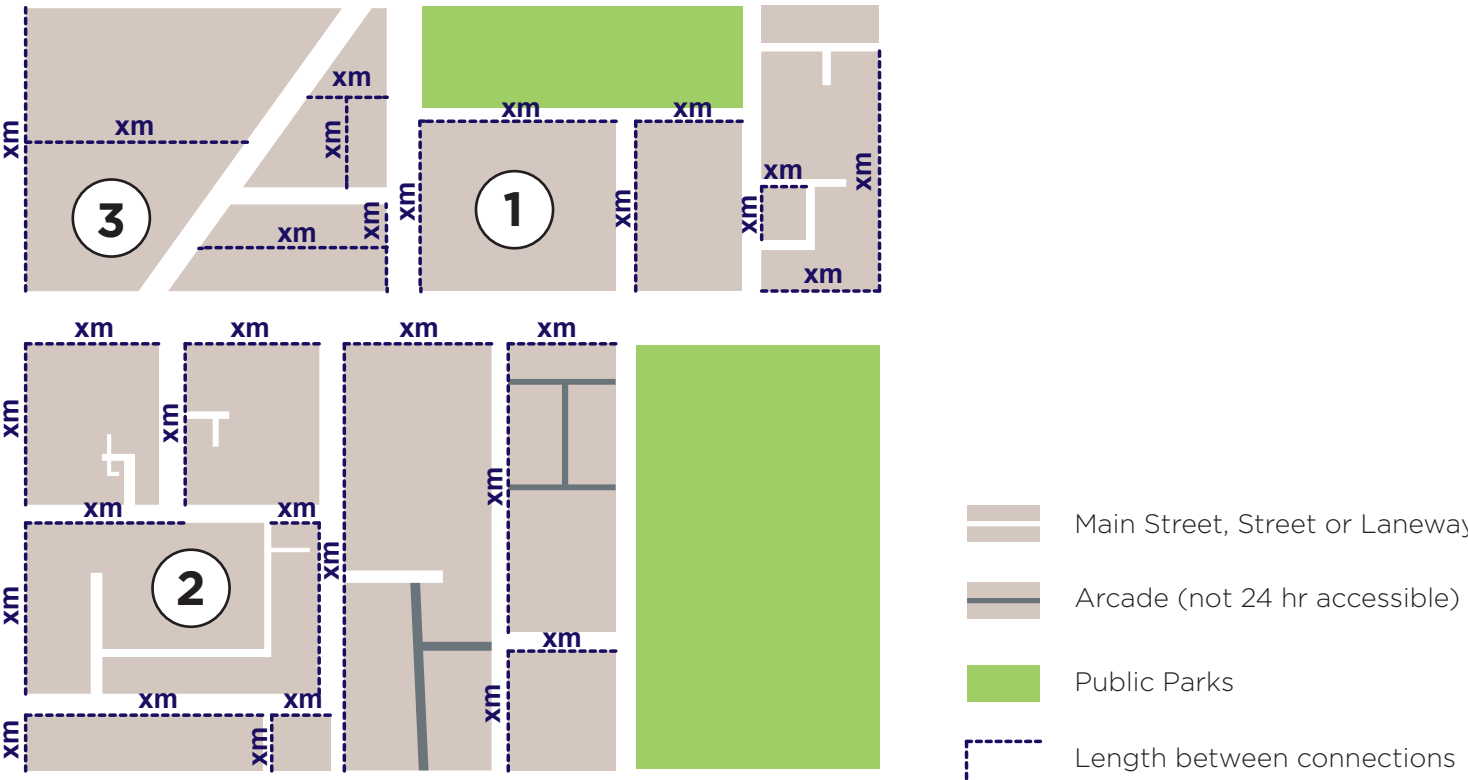 xm
xm xm
xm
xm xm
xm xm
3 xm 1 xm xm
xm
xm
xm
xm xm xm xm
xm xm
xm
xm xm
Main Street, Street or Laneway
xm
xm 2
Arcade (not 24 hr accessible)
xm
Public Parks
xm xm xm
xm xm
Length between connections